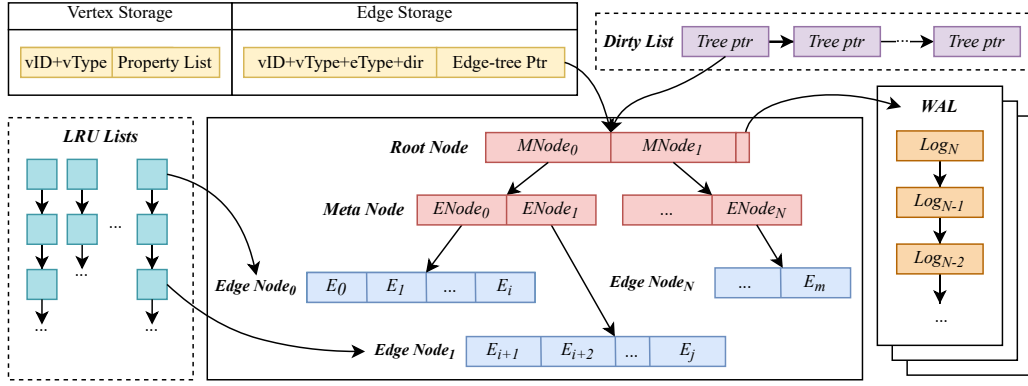 Vertex Storage
Edge Storage
vID+vType
Property List
vID+vType+eType+dir
Edge-tree Ptr
Dirty List
Tree ptr
Tree ptr
...
Tree ptr
LRU Lists
...
...
...
...
Root Node
MNode0
MNode1
Meta Node
ENode0
ENode1
...
ENodeN
Edge Node0
E0
E1
...
Ei
Edge NodeN
...
Em
Edge Node1
Ei+1
Ei+2
...
Ej
WAL
LogN
LogN-1
LogN-2
...